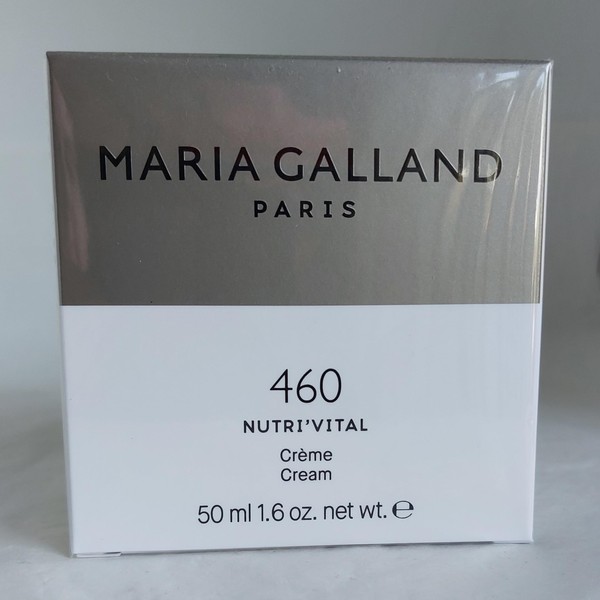 MARIA GALLAND
PARIS
460
NUTRI'VITAL
Crème
Cream
50 ml 1.6 oz. net wt. ℮